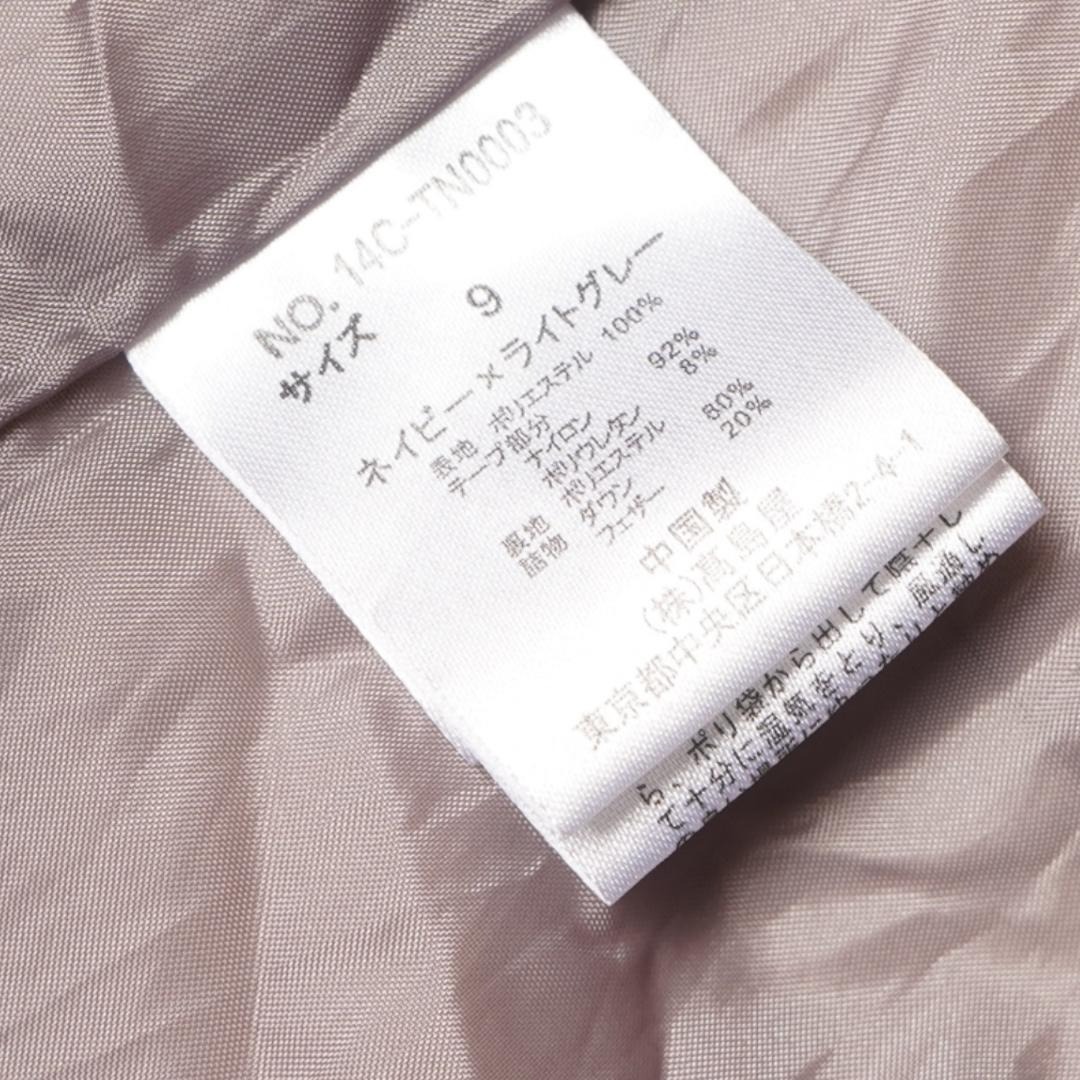 NO. 14C-TN0003
サイズ 9
ネイビー×ライトグレー
表地 ポリエステル 100%
テープ部分
ナイロン 92%
ポリウレタン 8%
裏地 ポリエステル
詰物 ダウン 80%
フェザー 20%
中国製
(株)髙島屋
東京都中央区日本橋2-4-1
ら、ポリ袋から出して陰干し
て十分に湿気をとり、風通し